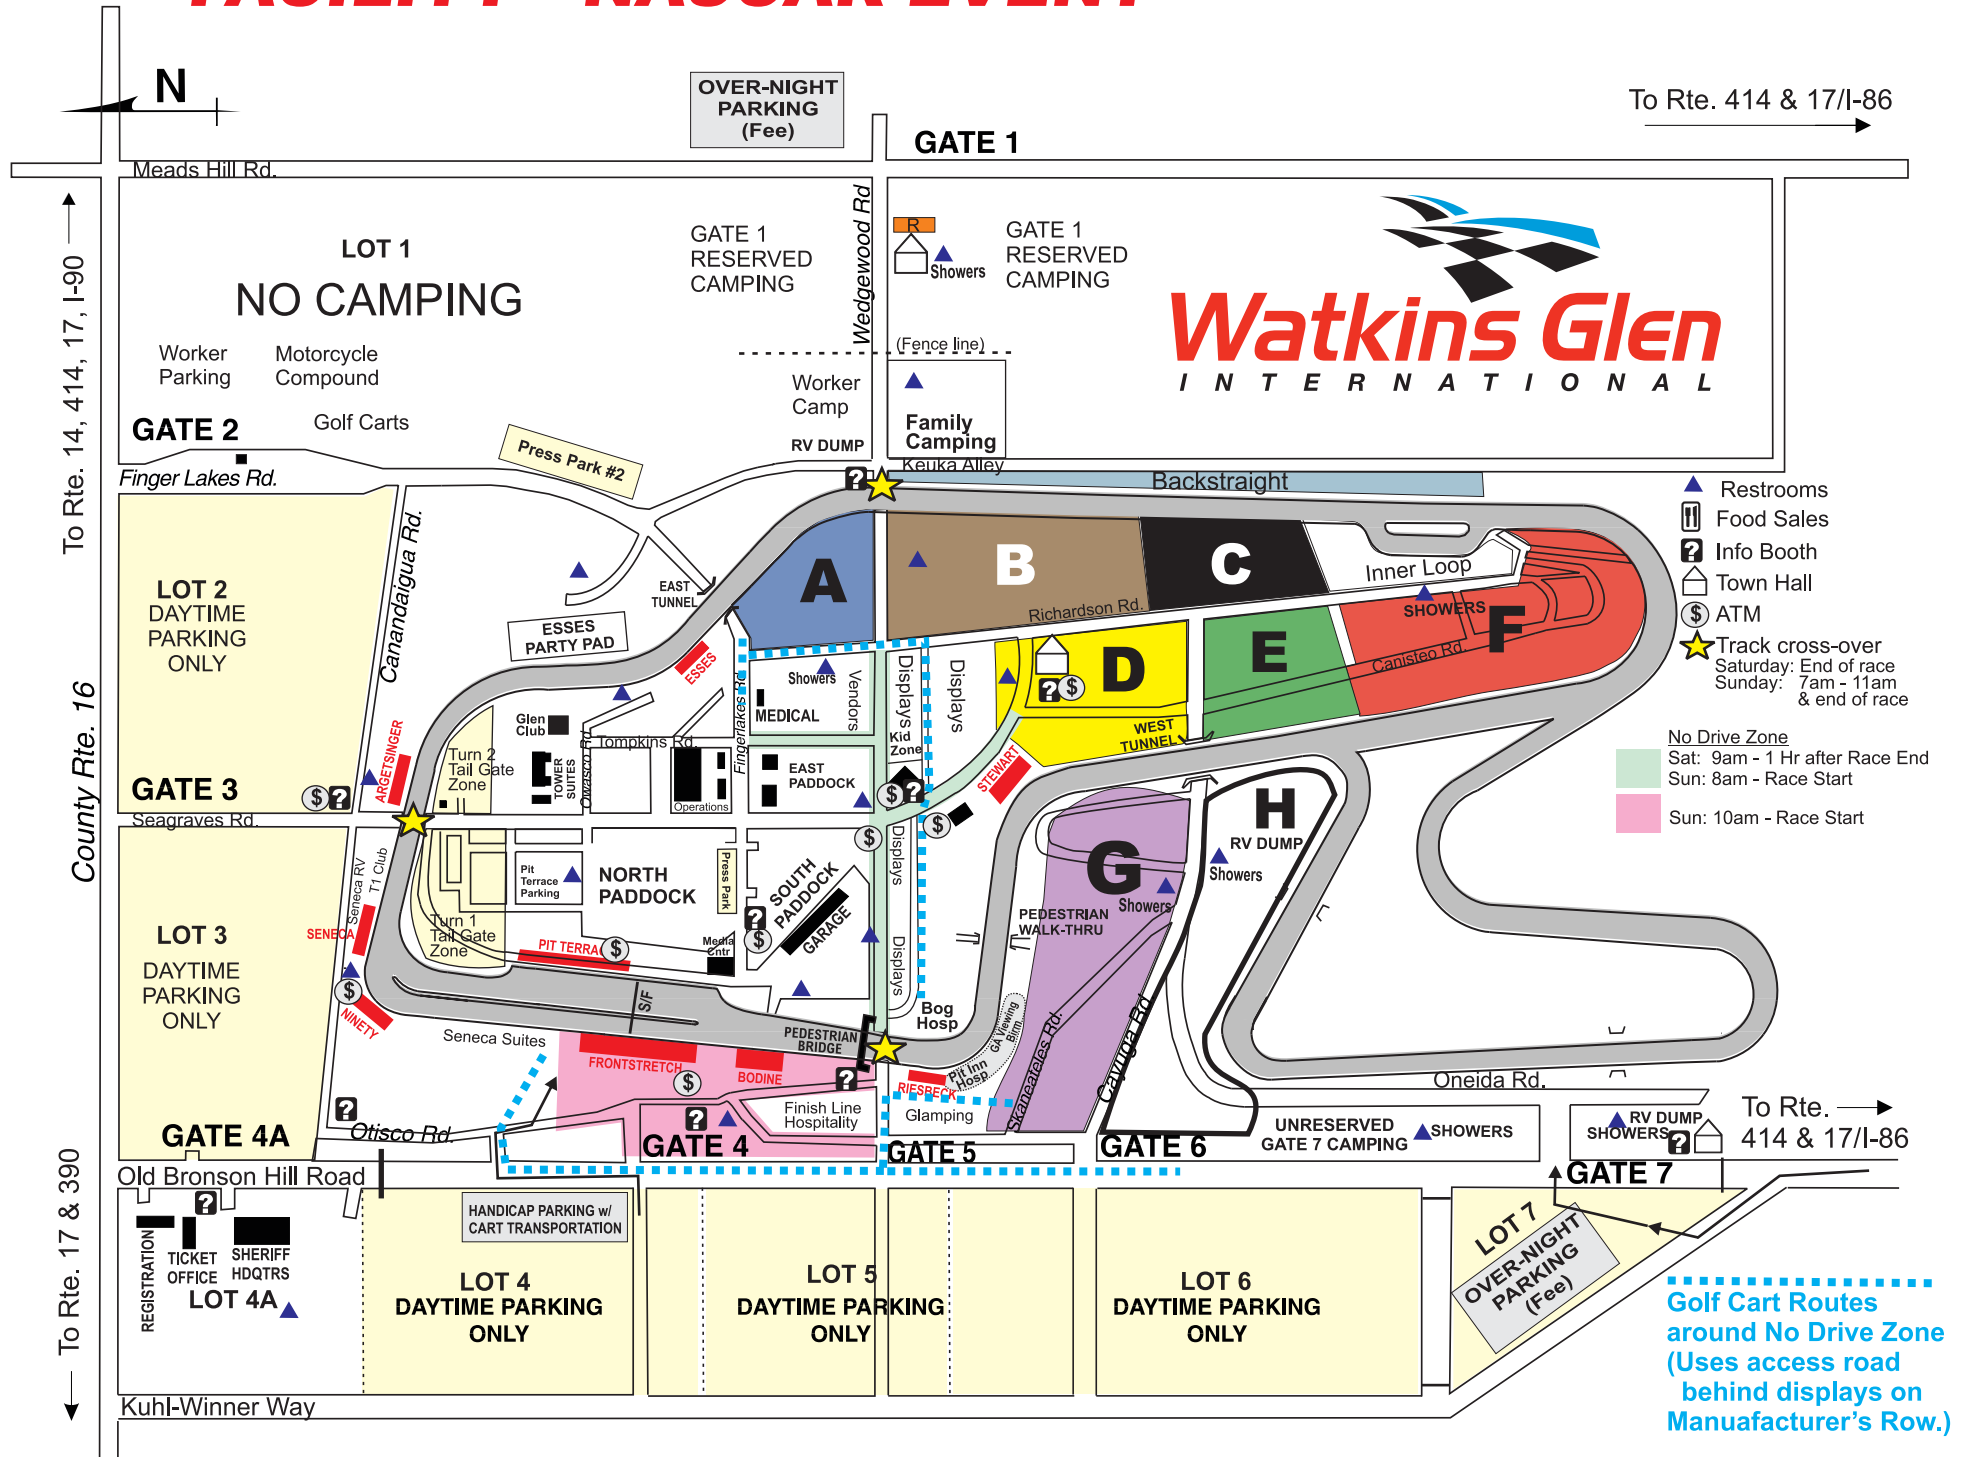 FACILITY - NASCAR EVENT
N
OVER-NIGHT
PARKING
(Fee)
GATE 1
To Rte. 414 & 17/I-86
Meads Hill Rd.
To Rte. 14, 414, 17, I-90
LOT 1
NO CAMPING
GATE 1
RESERVED
CAMPING
Wedgewood Rd
R
Showers
GATE 1
RESERVED
CAMPING
Watkins Glen
INTERNATIONAL
(Fence line)
Worker
Parking
Motorcycle
Compound
Golf Carts
Worker
Camp
Family
Camping
RV DUMP
Keuka Alley
GATE 2
Finger Lakes Rd.
Press Park #2
Backstraight
Restrooms
Food Sales
? Info Booth
Town Hall
$ ATM
Track cross-over
Saturday: End of race
Sunday: 7am - 11am
& end of race
No Drive Zone
Sat: 9am - 1 Hr after Race End
Sun: 8am - Race Start
Sun: 10am - Race Start
Canandaigua Rd.
LOT 2
DAYTIME
PARKING
ONLY
EAST
TUNNEL
ESSES
PARTY PAD
ESSES
A
B
C
Richardson Rd.
Inner Loop
SHOWERS
F
Canisteo Rd.
D
E
WEST
TUNNEL
Showers
MEDICAL
Vendors
Displays
Displays
Kid
Zone
Fingerlakes Rd
Glen
Club
TOWER
SUITES
Owasco Rd
Tompkins Rd.
Operations
EAST
PADDOCK
STEWART
Turn 2
Tail Gate
Zone
ARGETSINGER
County Rte. 16
GATE 3
Seagraves Rd.
Seneca RV
T1 Club
SENECA
NINETY
LOT 3
DAYTIME
PARKING
ONLY
Turn 1
Tail Gate
Zone
Pit
Terrace
Parking
NORTH
PADDOCK
Press Park
SOUTH
PADDOCK
GARAGE
Media
Cntr
PIT TERRA
Displays
Displays
PEDESTRIAN
WALK-THRU
G
Showers
H
RV DUMP
Showers
S/F
Seneca Suites
FRONTSTRETCH
BODINE
PEDESTRIAN
BRIDGE
Bog
Hosp
GA Viewing
Birm
Pit Inn
Hosp
RIESBECK
Glamping
Skaneateles Rd.
Cayuga Rd
Finish Line
Hospitality
Oneida Rd.
GATE 4A
Otisco Rd.
GATE 4
GATE 5
GATE 6
UNRESERVED
GATE 7 CAMPING
SHOWERS
RV DUMP
SHOWERS
To Rte.
414 & 17/I-86
GATE 7
Old Bronson Hill Road
To Rte. 17 & 390
REGISTRATION
TICKET
OFFICE
SHERIFF
HDQTRS
LOT 4A
HANDICAP PARKING w/
CART TRANSPORTATION
LOT 4
DAYTIME PARKING
ONLY
LOT 5
DAYTIME PARKING
ONLY
LOT 6
DAYTIME PARKING
ONLY
LOT 7
OVER-NIGHT
PARKING
(Fee)
Golf Cart Routes
around No Drive Zone
(Uses access road
behind displays on
Manuafacturer's Row.)
Kuhl-Winner Way